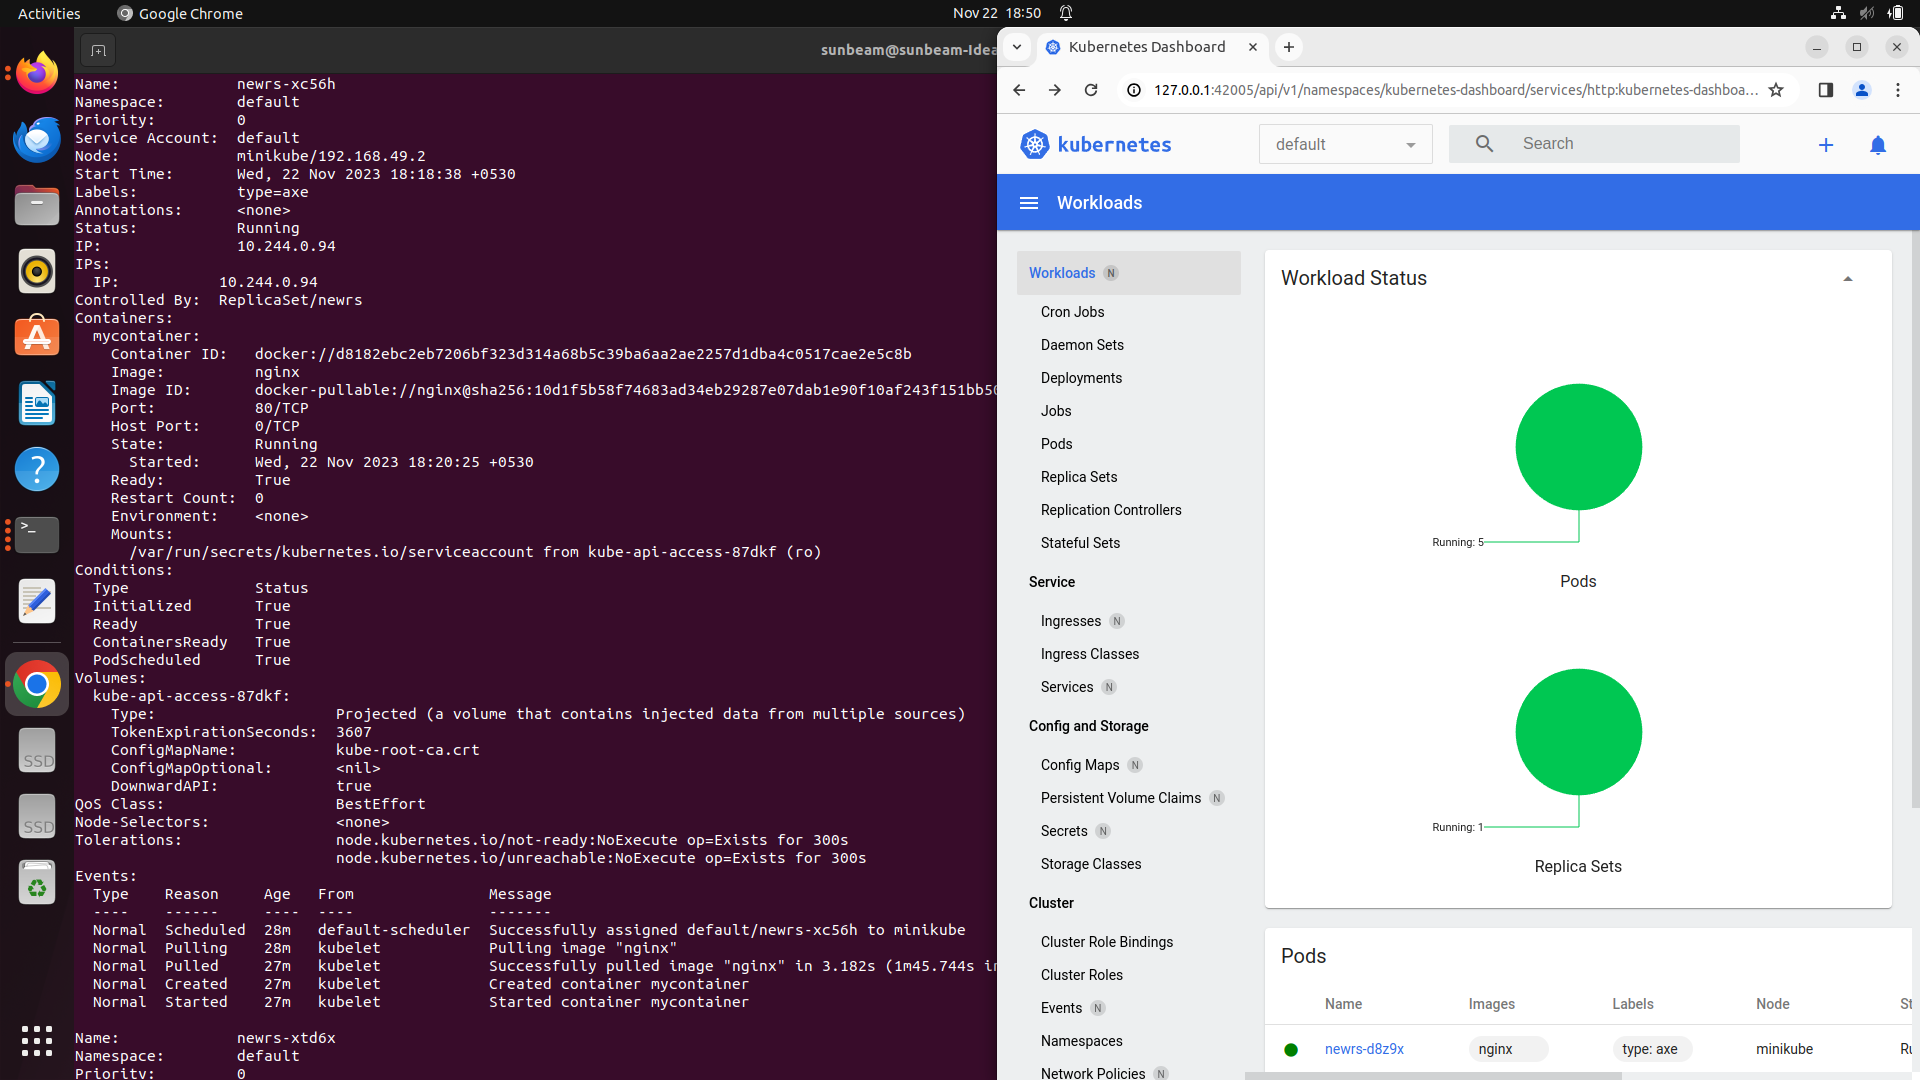 Activities
Google Chrome
Nov 22 18:50
sunbeam@sunbeam-Idea
Name: newrs-xc56h
Namespace: default
Priority: 0
Service Account: default
Node: minikube/192.168.49.2
Start Time: Wed, 22 Nov 2023 18:18:38 +0530
Labels: type=axe
Annotations: <none>
Status: Running
IP: 10.244.0.94
IPs:
IP: 10.244.0.94
Controlled By: ReplicaSet/newrs
Containers:
mycontainer:
Container ID: docker://d8182ebc2eb7206bf323d314a68b5c39ba6aa2ae2257d1dba4c0517cae2e5c8b
Image: nginx
Image ID: docker-pullable://nginx@sha256:10d1f5b58f74683ad34eb29287e07dab1e90f10af243f151bb50
Port: 80/TCP
Host Port: 0/TCP
State: Running
Started: Wed, 22 Nov 2023 18:20:25 +0530
Ready: True
Restart Count: 0
Environment: <none>
Mounts:
/var/run/secrets/kubernetes.io/serviceaccount from kube-api-access-87dkf (ro)
Conditions:
Type Status
Initialized True
Ready True
ContainersReady True
PodScheduled True
Volumes:
kube-api-access-87dkf:
Type: Projected (a volume that contains injected data from multiple sources)
TokenExpirationSeconds: 3607
ConfigMapName: kube-root-ca.crt
ConfigMapOptional: <nil>
DownwardAPI: true
QoS Class: BestEffort
Node-Selectors: <none>
Tolerations: node.kubernetes.io/not-ready:NoExecute op=Exists for 300s
node.kubernetes.io/unreachable:NoExecute op=Exists for 300s
Events:
Type Reason Age From Message
---- ------ ---- ---- -------
Normal Scheduled 28m default-scheduler Successfully assigned default/newrs-xc56h to minikube
Normal Pulling 28m kubelet Pulling image "nginx"
Normal Pulled 27m kubelet Successfully pulled image "nginx" in 3.182s (1m45.744s in
Normal Created 27m kubelet Created container mycontainer
Normal Started 27m kubelet Started container mycontainer
Name: newrs-xtd6x
Namespace: default
Priority: 0
SSD
SSD
Kubernetes Dashboard
127.0.0.1:42005/api/v1/namespaces/kubernetes-dashboard/services/http:kubernetes-dashboa...
kubernetes
default
Search
Workloads
Workloads N
Cron Jobs
Daemon Sets
Deployments
Jobs
Pods
Replica Sets
Replication Controllers
Stateful Sets
Service
Ingresses N
Ingress Classes
Services N
Config and Storage
Config Maps N
Persistent Volume Claims N
Secrets N
Storage Classes
Cluster
Cluster Role Bindings
Cluster Roles
Events N
Namespaces
Network Policies N
Workload Status
Running: 5
Pods
Running: 1
Replica Sets
Pods
Name Images Labels Node St
newrs-d8z9x nginx type: axe minikube Ru